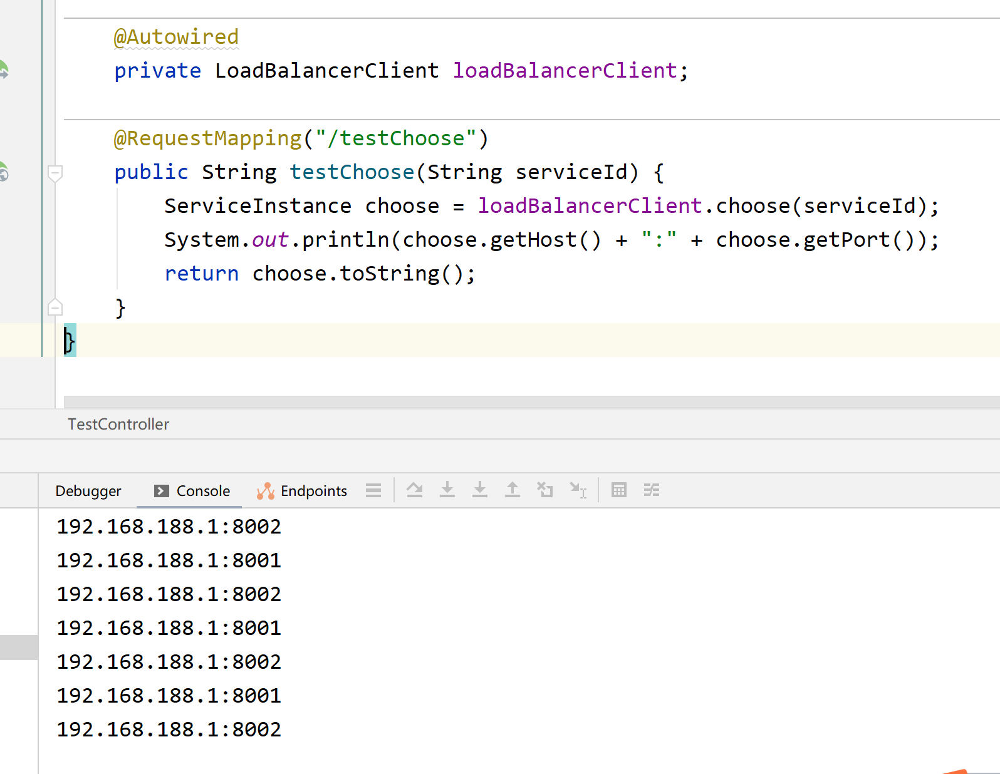 @Autowired
private LoadBalancerClient loadBalancerClient;
@RequestMapping("/testChoose")
public String testChoose(String serviceId) {
ServiceInstance choose = loadBalancerClient.choose(serviceId);
System.out.println(choose.getHost() + ":" + choose.getPort());
return choose.toString();
}
}
TestController
Debugger Console Endpoints
192.168.188.1:8002
192.168.188.1:8001
192.168.188.1:8002
192.168.188.1:8001
192.168.188.1:8002
192.168.188.1:8001
192.168.188.1:8002